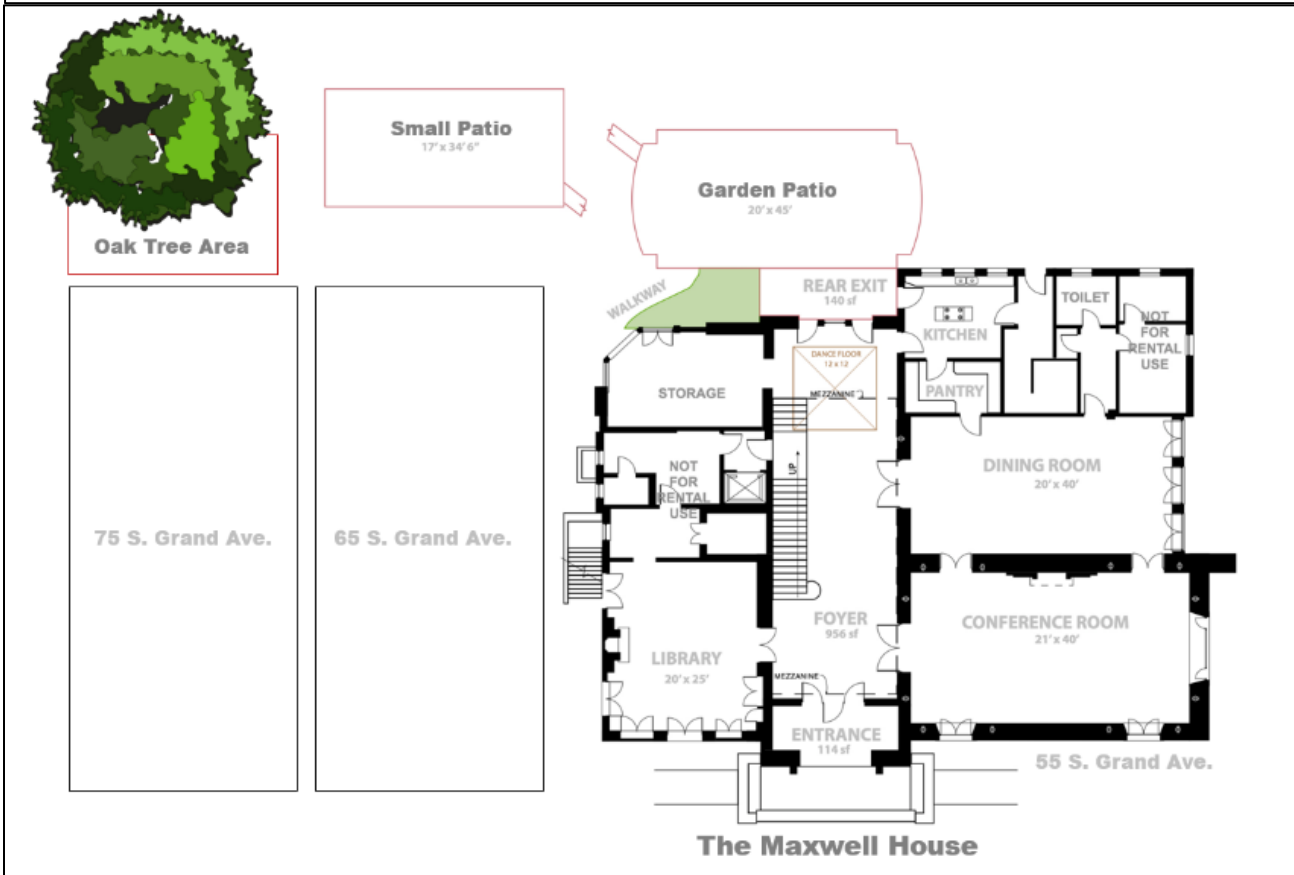 Small Patio
17' x 34' 6"
Garden Patio
20' x 45'
Oak Tree Area
WALKWAY
REAR EXIT
140 sf
TOILET
KITCHEN
NOT
FOR
RENTAL
USE
DANCE FLOOR
12 x 12
MEZZANINE
PANTRY
STORAGE
UP
NOT
FOR
RENTAL
USE
DINING ROOM
20' x 40'
75 S. Grand Ave.
65 S. Grand Ave.
FOYER
956 sf
CONFERENCE ROOM
21' x 40'
LIBRARY
20' x 25'
MEZZANINE
ENTRANCE
114 sf
55 S. Grand Ave.
The Maxwell House